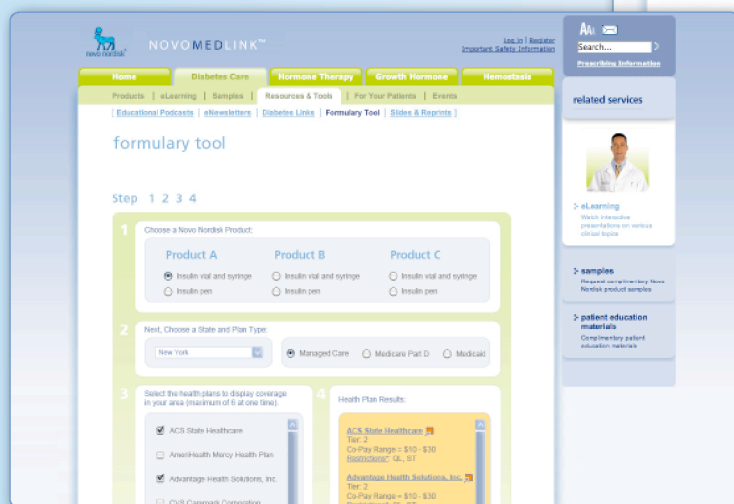 novo nordisk
NOVOMEDLINK™
Log in | Register
Important Safety Information
AAA
Search...
Prescribing Information
Home Diabetes Care Hormone Therapy Growth Hormone Hemostasis
Products | eLearning | Samples | Resources & Tools | For Your Patients | Events
[ Educational Podcasts | eNewsletters | Diabetes Links | Formulary Tool | Slides & Reprints ]
related services
formulary tool
Step 1 2 3 4
eLearning
Watch interactive
presentations on various
clinical topics
samples
Request complimentary Novo
Nordisk product samples
patient education
materials
Complimentary patient
education materials
1 Choose a Novo Nordisk Product:
Product A Product B Product C
Insulin vial and syringe Insulin vial and syringe Insulin vial and syringe
Insulin pen Insulin pen Insulin pen
2 Next, Choose a State and Plan Type:
New York Managed Care Medicare Part D Medicaid
3 Select the health plans to display coverage
in your area (maximum of 6 at one time).
ACS State Healthcare
AmeriHealth Mercy Health Plan
Advantage Health Solutions, Inc.
CVS Caremark Corporation
4 Health Plan Results:
ACS State Healthcare
Tier: 2
Co-Pay Range = $10 - $30
Restrictions* QL, ST
Advantage Health Solutions, Inc.
Tier: 2
Co-Pay Range = $10 - $30